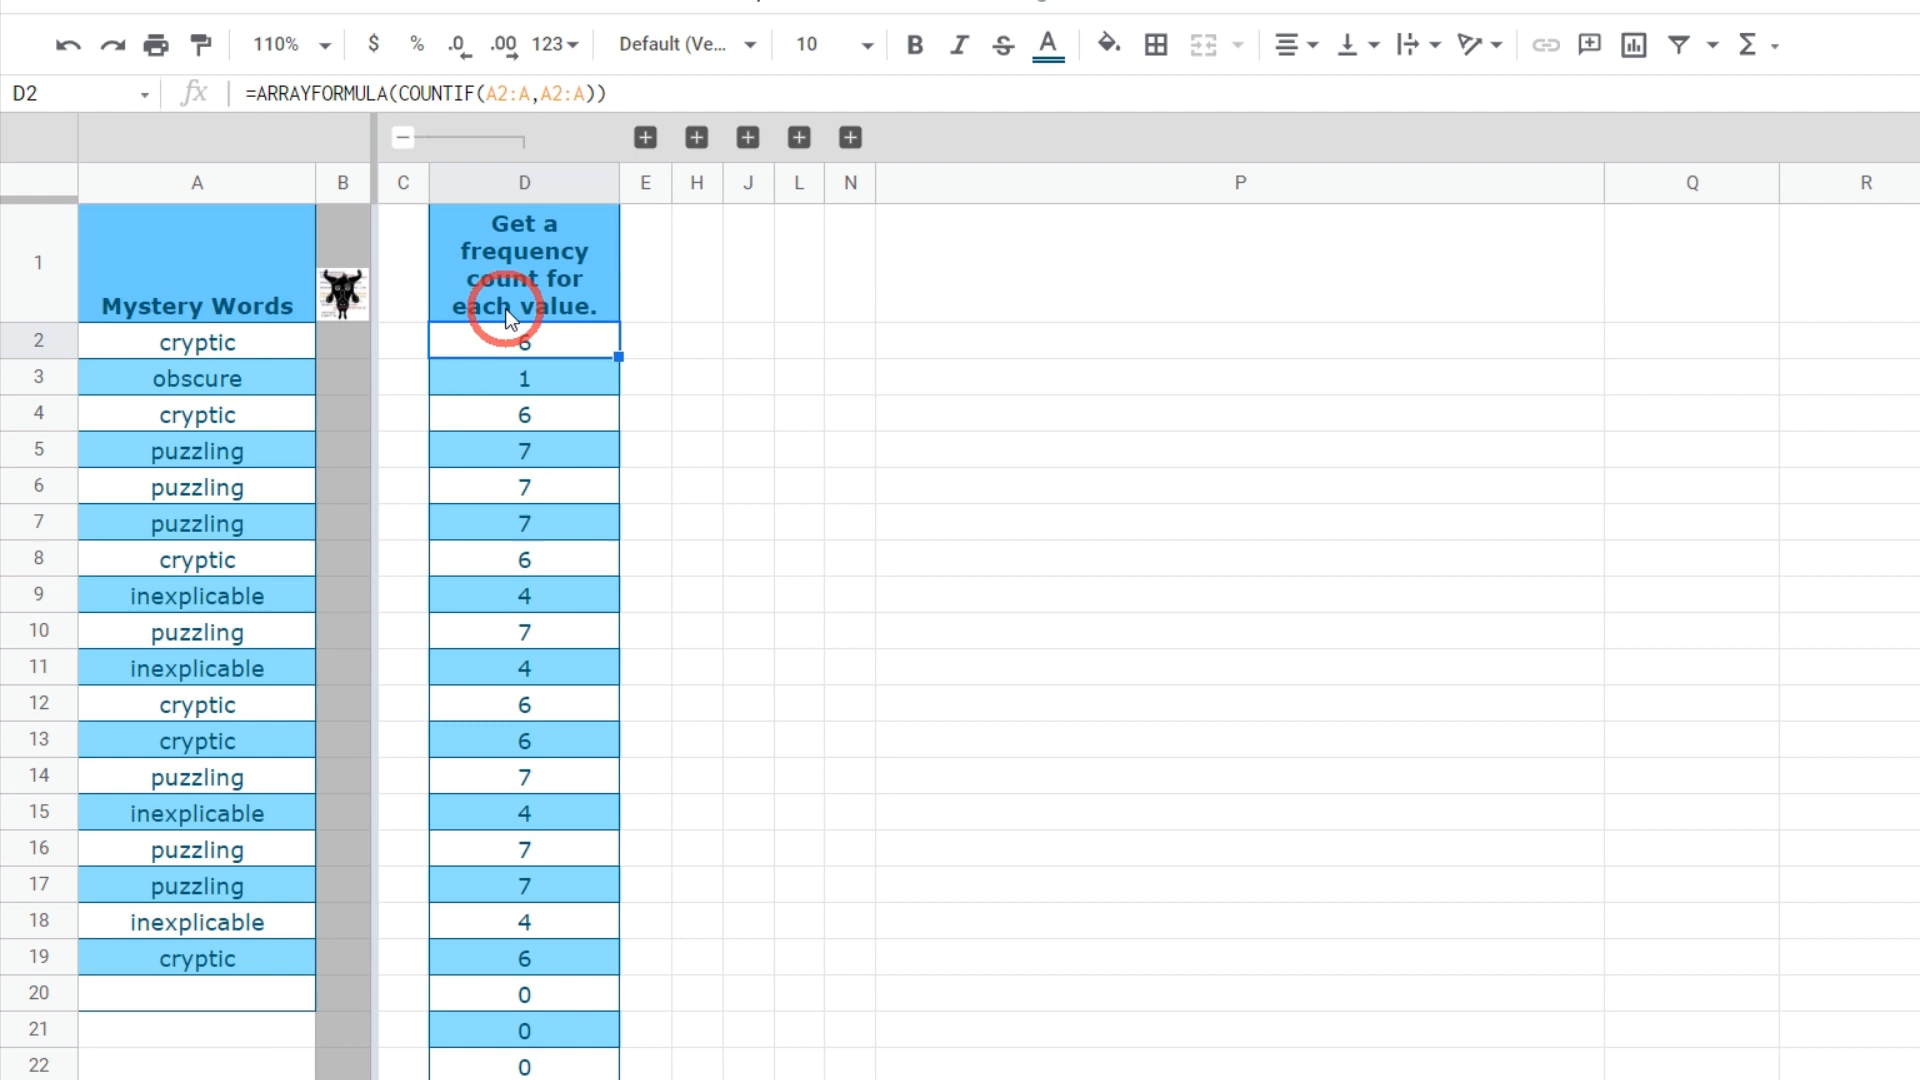 110% $ % .0 .00 123 Default (Ve... 10 B I S A Σ
D2 fx =ARRAYFORMULA(COUNTIF(A2:A,A2:A))
A B C D E H J L N P Q R
1 Mystery Words
Get a
frequency
count for
each value.
2 cryptic 6
3 obscure 1
4 cryptic 6
5 puzzling 7
6 puzzling 7
7 puzzling 7
8 cryptic 6
9 inexplicable 4
10 puzzling 7
11 inexplicable 4
12 cryptic 6
13 cryptic 6
14 puzzling 7
15 inexplicable 4
16 puzzling 7
17 puzzling 7
18 inexplicable 4
19 cryptic 6
20 0
21 0
22 0